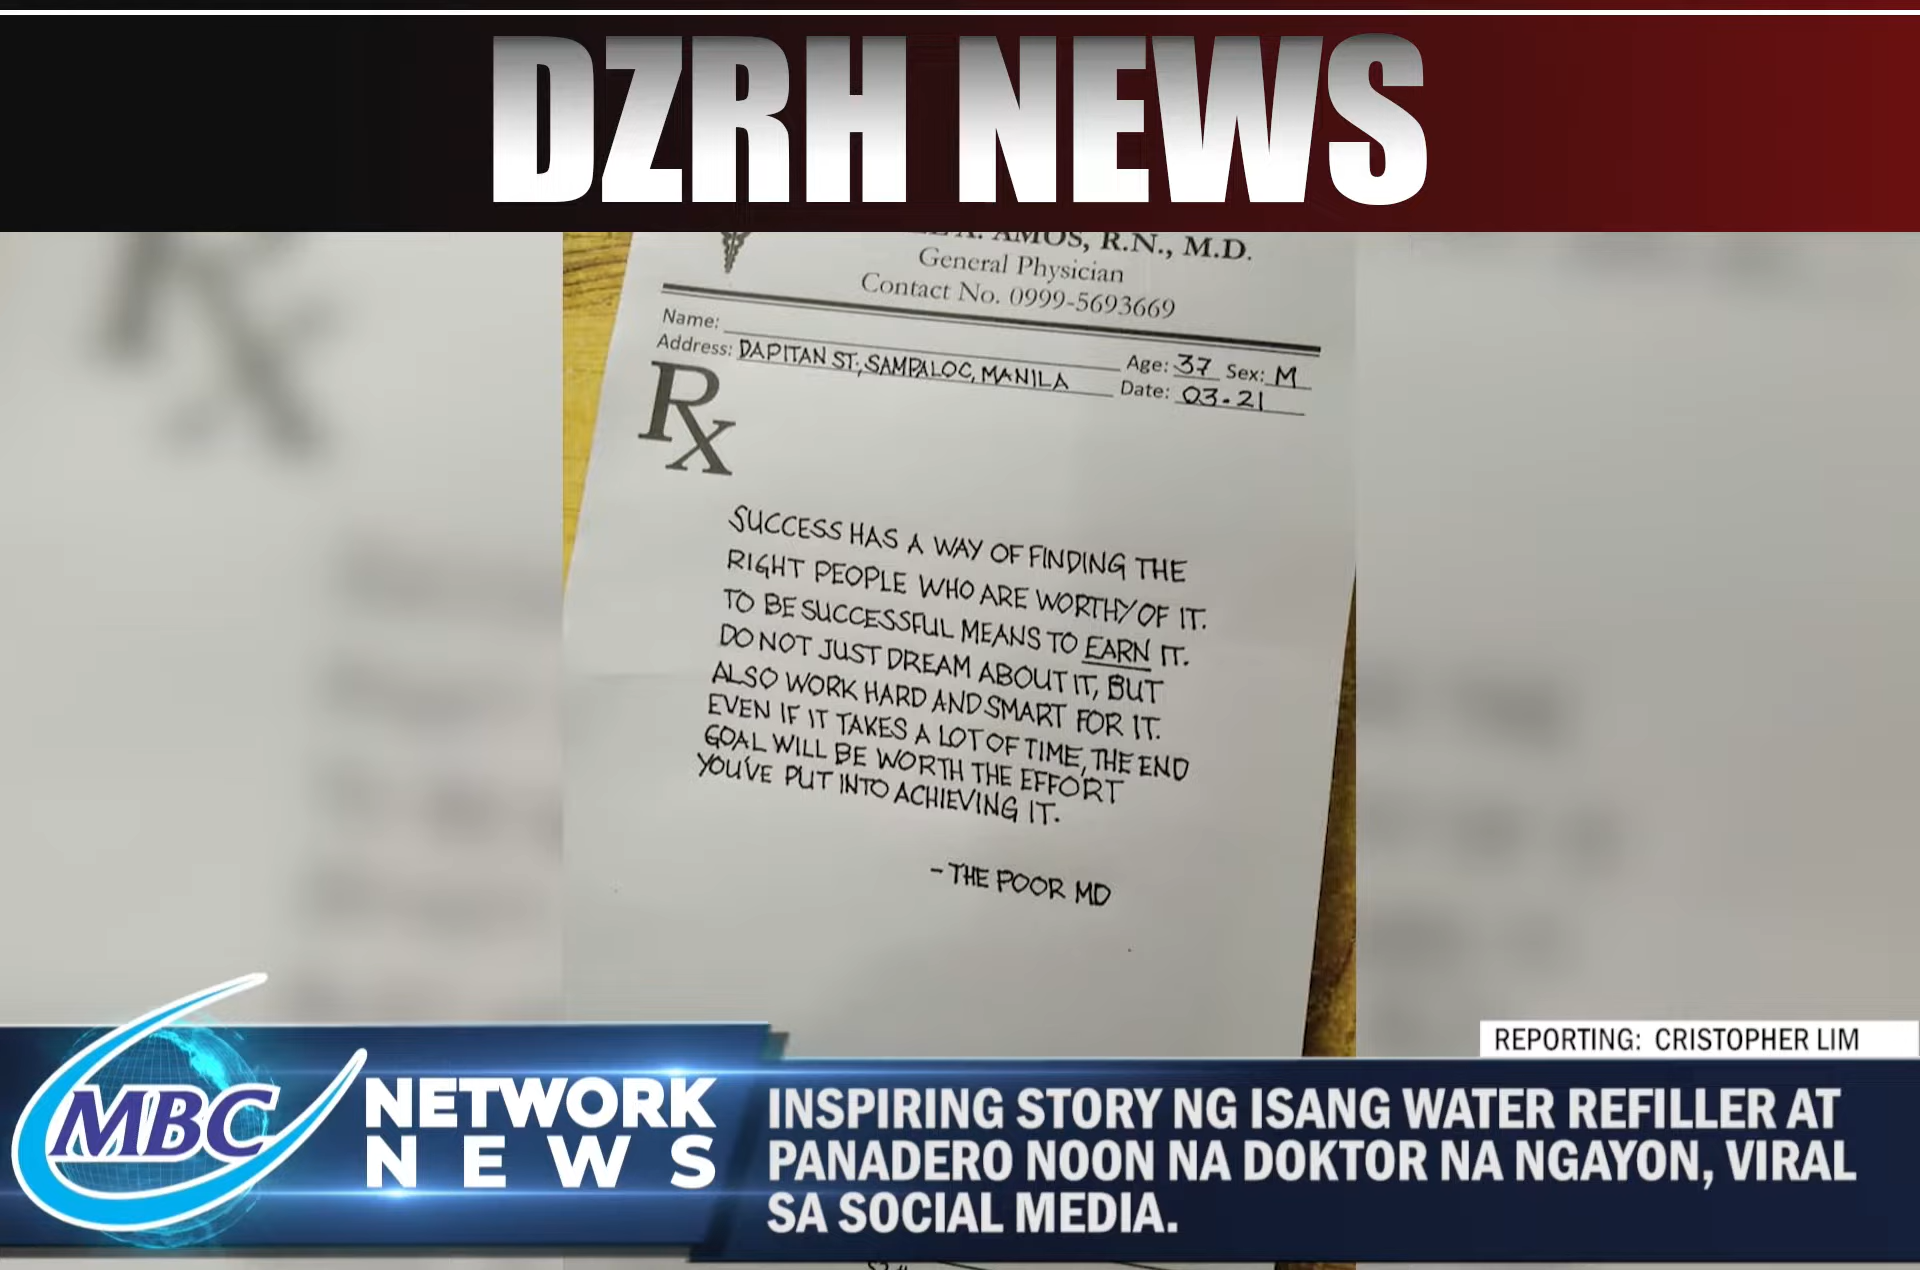 DZRH NEWS
AMOS, R.N., M.D.
General Physician
Contact No. 0999-5693669
Name:
Address: DAPITAN ST., SAMPALOC, MANILA
Age: 37 Sex: M
Date: 03.21
Rx
SUCCESS HAS A WAY OF FINDING THE
RIGHT PEOPLE WHO ARE WORTHY OF IT.
TO BE SUCCESSFUL MEANS TO EARN IT.
DO NOT JUST DREAM ABOUT IT, BUT
ALSO WORK HARD AND SMART FOR IT.
EVEN IF IT TAKES A LOT OF TIME, THE END
GOAL WILL BE WORTH THE EFFORT
YOU'VE PUT INTO ACHIEVING IT.
- THE POOR MD
REPORTING: CRISTOPHER LIM
MBC
NETWORK
NEWS
INSPIRING STORY NG ISANG WATER REFILLER AT
PANADERO NOON NA DOKTOR NA NGAYON, VIRAL
SA SOCIAL MEDIA.